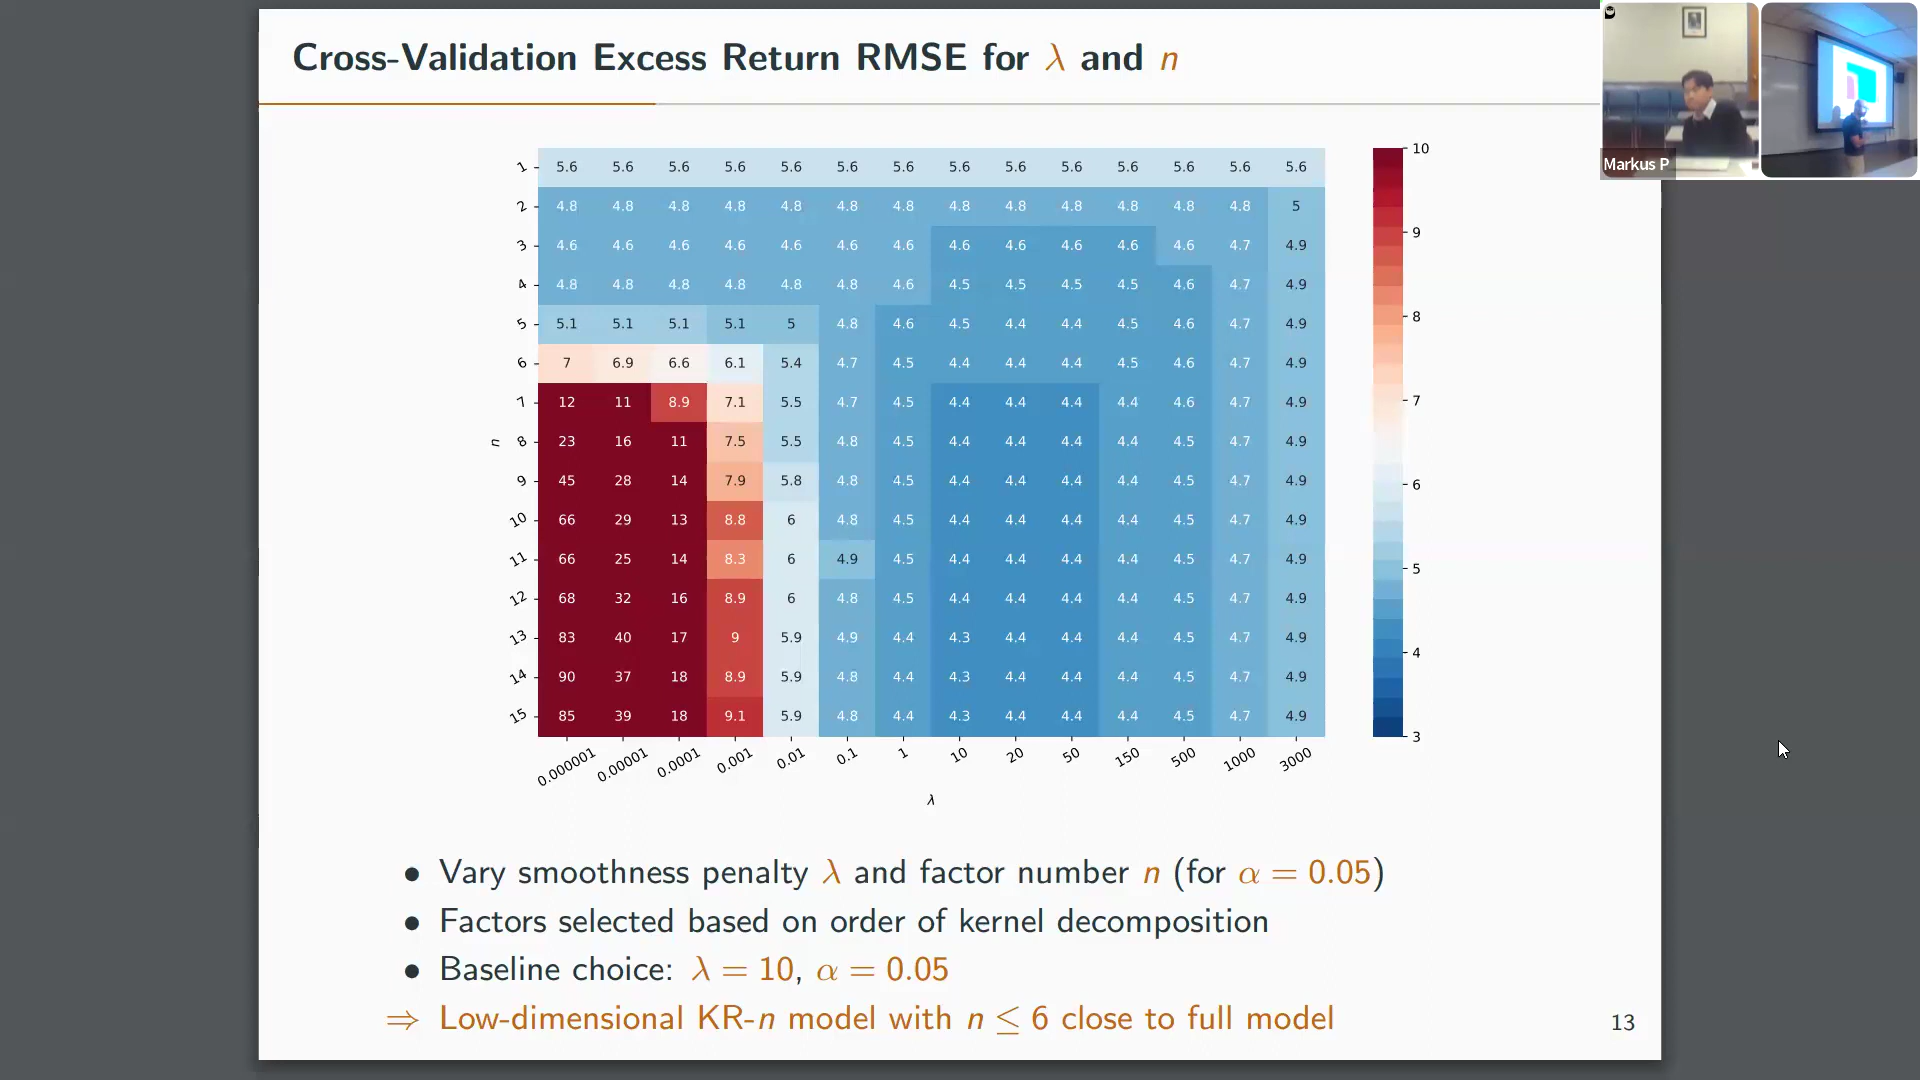 Cross-Validation Excess Return RMSE for λ and n
Markus P
1 5.6 5.6 5.6 5.6 5.6 5.6 5.6 5.6 5.6 5.6 5.6 5.6 5.6 5.6
2 4.8 4.8 4.8 4.8 4.8 4.8 4.8 4.8 4.8 4.8 4.8 4.8 4.8 5
3 4.6 4.6 4.6 4.6 4.6 4.6 4.6 4.6 4.6 4.6 4.6 4.6 4.7 4.9
4 4.8 4.8 4.8 4.8 4.8 4.8 4.6 4.5 4.5 4.5 4.5 4.6 4.7 4.9
5 5.1 5.1 5.1 5.1 5 4.8 4.6 4.5 4.4 4.4 4.5 4.6 4.7 4.9
6 7 6.9 6.6 6.1 5.4 4.7 4.5 4.4 4.4 4.4 4.5 4.6 4.7 4.9
7 12 11 8.9 7.1 5.5 4.7 4.5 4.4 4.4 4.4 4.4 4.6 4.7 4.9
n
8 23 16 11 7.5 5.5 4.8 4.5 4.4 4.4 4.4 4.4 4.5 4.7 4.9
9 45 28 14 7.9 5.8 4.8 4.5 4.4 4.4 4.4 4.4 4.5 4.7 4.9
10 66 29 13 8.8 6 4.8 4.5 4.4 4.4 4.4 4.4 4.5 4.7 4.9
11 66 25 14 8.3 6 4.9 4.5 4.4 4.4 4.4 4.4 4.5 4.7 4.9
12 68 32 16 8.9 6 4.8 4.5 4.4 4.4 4.4 4.4 4.5 4.7 4.9
13 83 40 17 9 5.9 4.9 4.4 4.3 4.4 4.4 4.4 4.5 4.7 4.9
14 90 37 18 8.9 5.9 4.8 4.4 4.3 4.4 4.4 4.4 4.5 4.7 4.9
15 85 39 18 9.1 5.9 4.8 4.4 4.3 4.4 4.4 4.4 4.5 4.7 4.9
0.000001 0.00001 0.0001 0.001 0.01 0.1 1 10 20 50 150 500 1000 3000
λ
10
9
8
7
6
5
4
3
• Vary smoothness penalty λ and factor number n (for α = 0.05)
• Factors selected based on order of kernel decomposition
• Baseline choice: λ = 10, α = 0.05
⇒ Low-dimensional KR-n model with n ≤ 6 close to full model
13